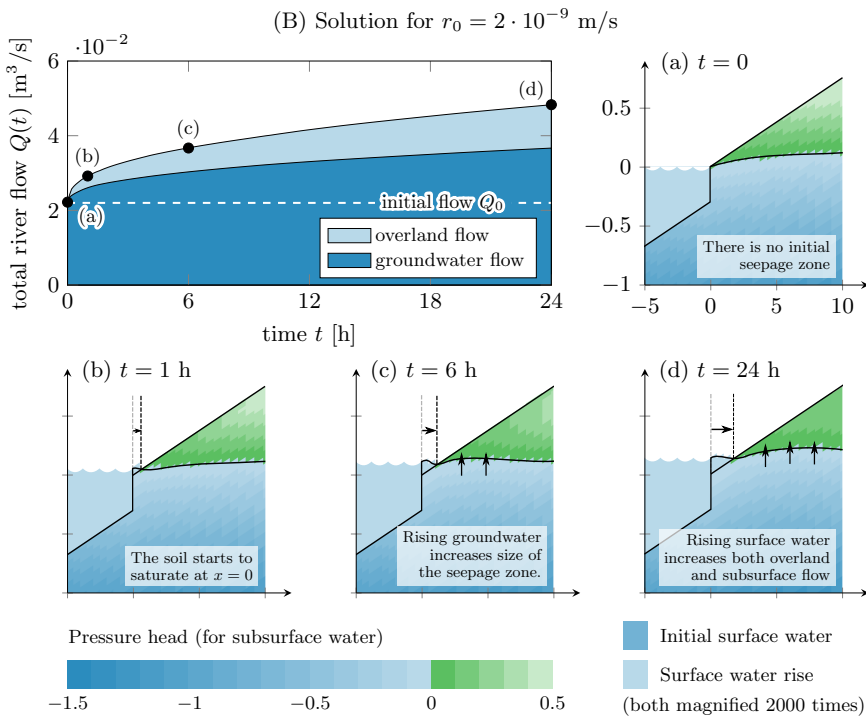 (B) Solution for r₀ = 2 · 10⁻⁹ m/s
·10⁻²
total river flow Q(t) [m³/s]
6
4
2
0
(a)
(b)
(c)
(d)
initial flow Q₀
overland flow
groundwater flow
0 6 12 18 24
time t [h]
(a) t = 0
0.5
0
−0.5
−1
There is no initial
seepage zone
−5 0 5 10
(b) t = 1 h
The soil starts to
saturate at x = 0
(c) t = 6 h
Rising groundwater
increases size of
the seepage zone.
(d) t = 24 h
Rising surface water
increases both overland
and subsurface flow
Pressure head (for subsurface water)
−1.5 −1 −0.5 0 0.5
Initial surface water
Surface water rise
(both magnified 2000 times)